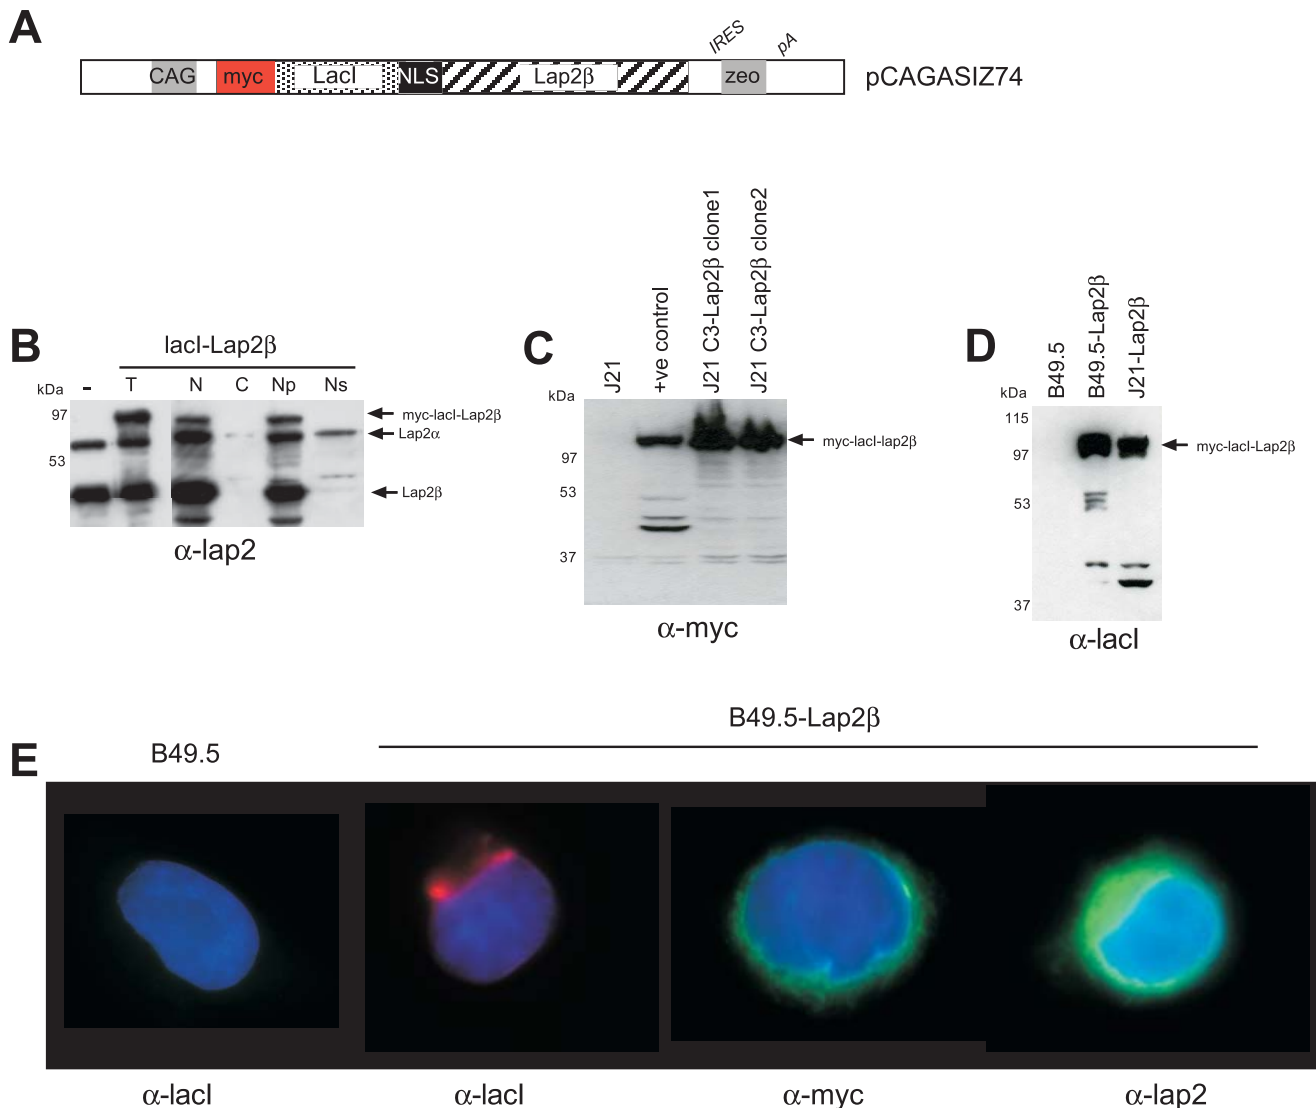 A
IRES
pA
CAG
myc
LacI
NLS
Lap2β
zeo
pCAGASIZ74
B
lacI-Lap2β
kDa
-
T
N
C
Np
Ns
97
53
myc-lacI-Lap2β
Lap2α
Lap2β
α-lap2
C
J21
+ve control
J21 C3-Lap2β clone1
J21 C3-Lap2β clone2
kDa
97
53
37
myc-lacI-lap2β
α-myc
D
B49.5
B49.5-Lap2β
J21-Lap2β
kDa
115
97
53
37
myc-lacI-Lap2β
α-lacI
E
B49.5
B49.5-Lap2β
α-lacI
α-lacI
α-myc
α-lap2